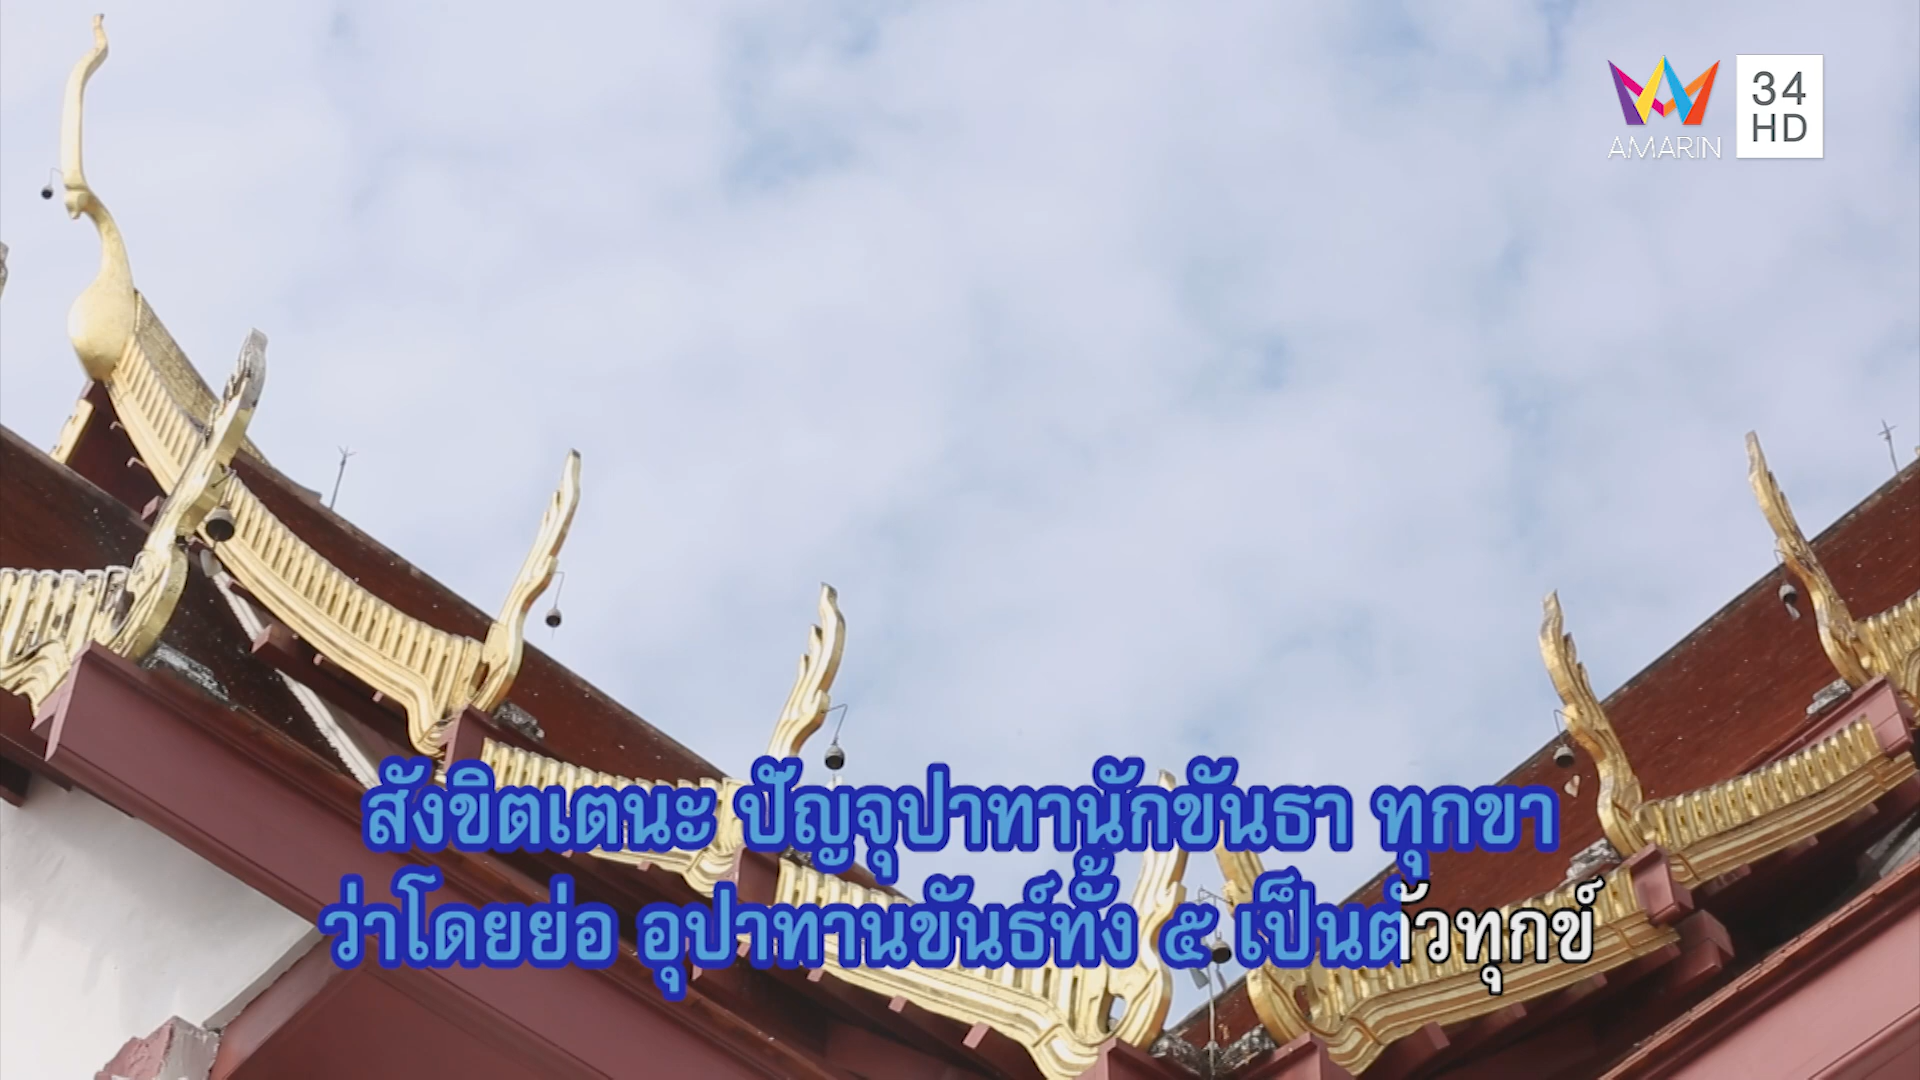 AMARIN
34
HD
สังขิตเตนะ ปัญจุปาทานักขันธา ทุกขา
ว่าโดยย่อ อุปาทานขันธ์ทั้ง ๕ เป็นตัวทุกข์